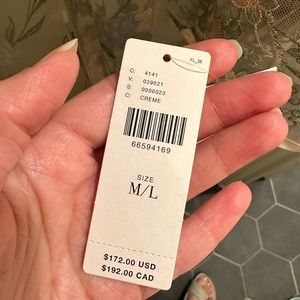 FL_26
C: 4141
V: 039021
S: 0000023
C: CREME
66594169
SIZE
M/L
$172.00 USD
$192.00 CAD